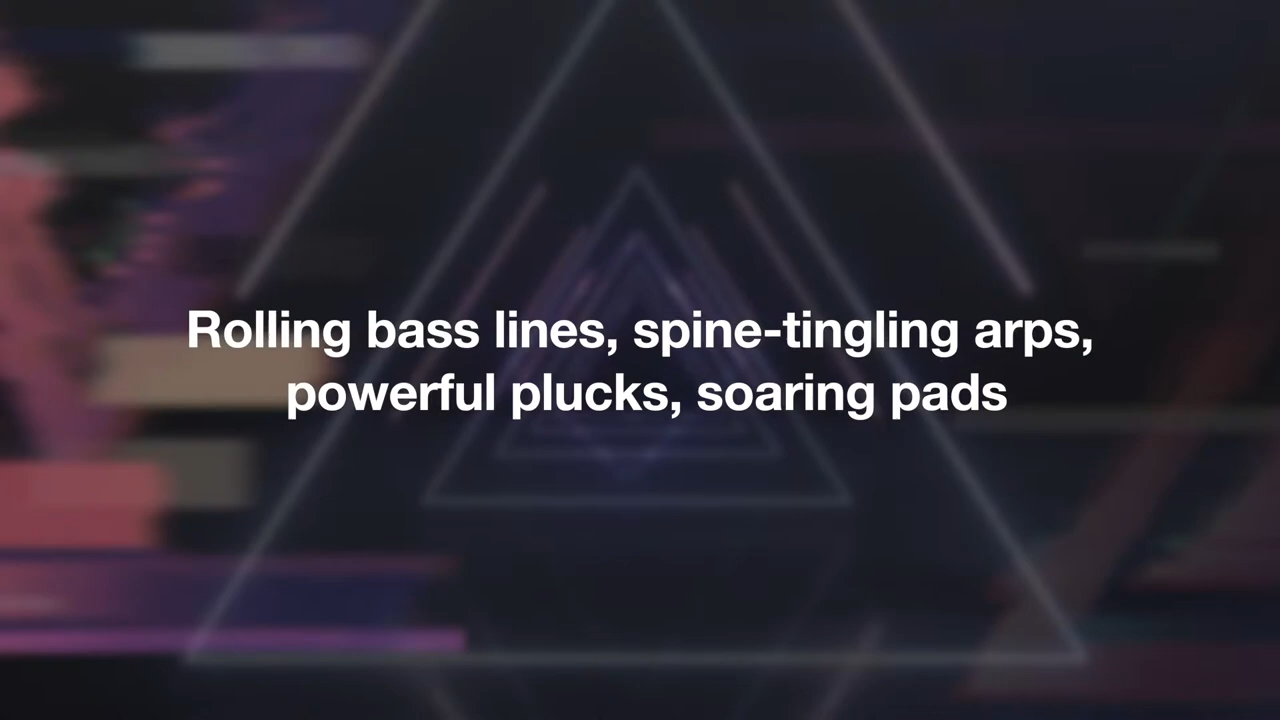 Rolling bass lines, spine-tingling arps,
powerful plucks, soaring pads